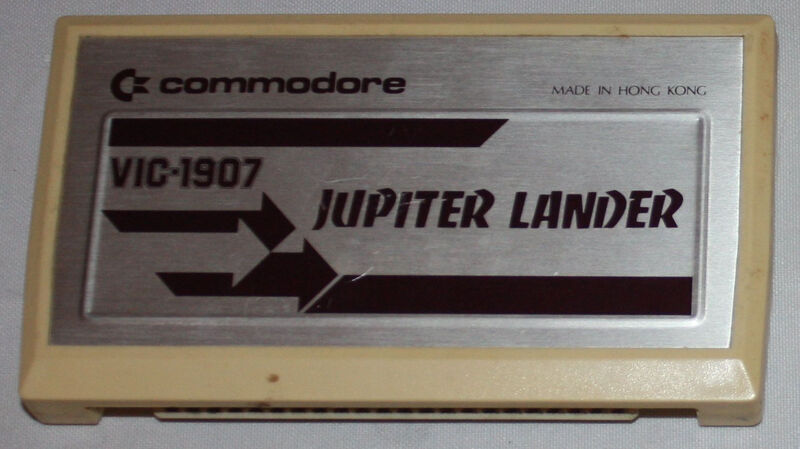 commodore
MADE IN HONG KONG
VIC-1907
JUPITER LANDER